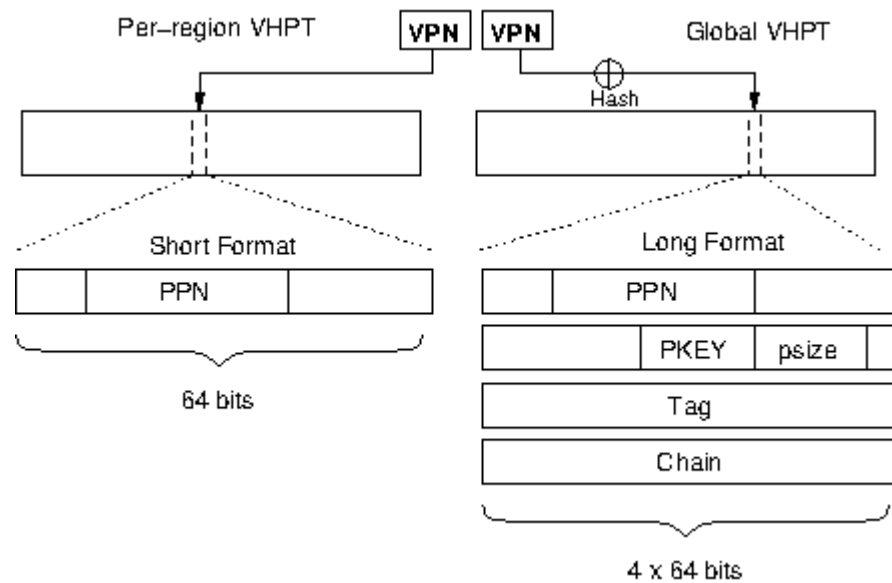 Per-region VHPT
VPN
VPN
Global VHPT
Hash
Short Format
PPN
64 bits
Long Format
PPN
PKEY
psize
Tag
Chain
4 x 64 bits